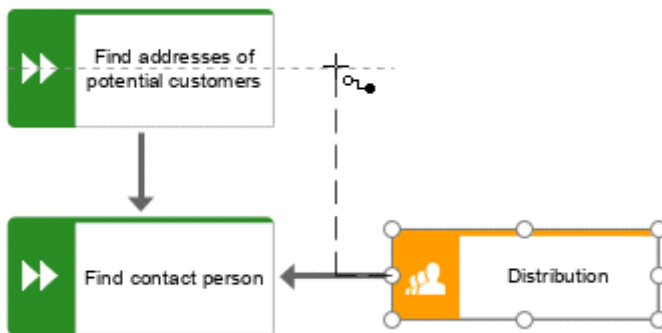 Find addresses of
potential customers
Find contact person
Distribution